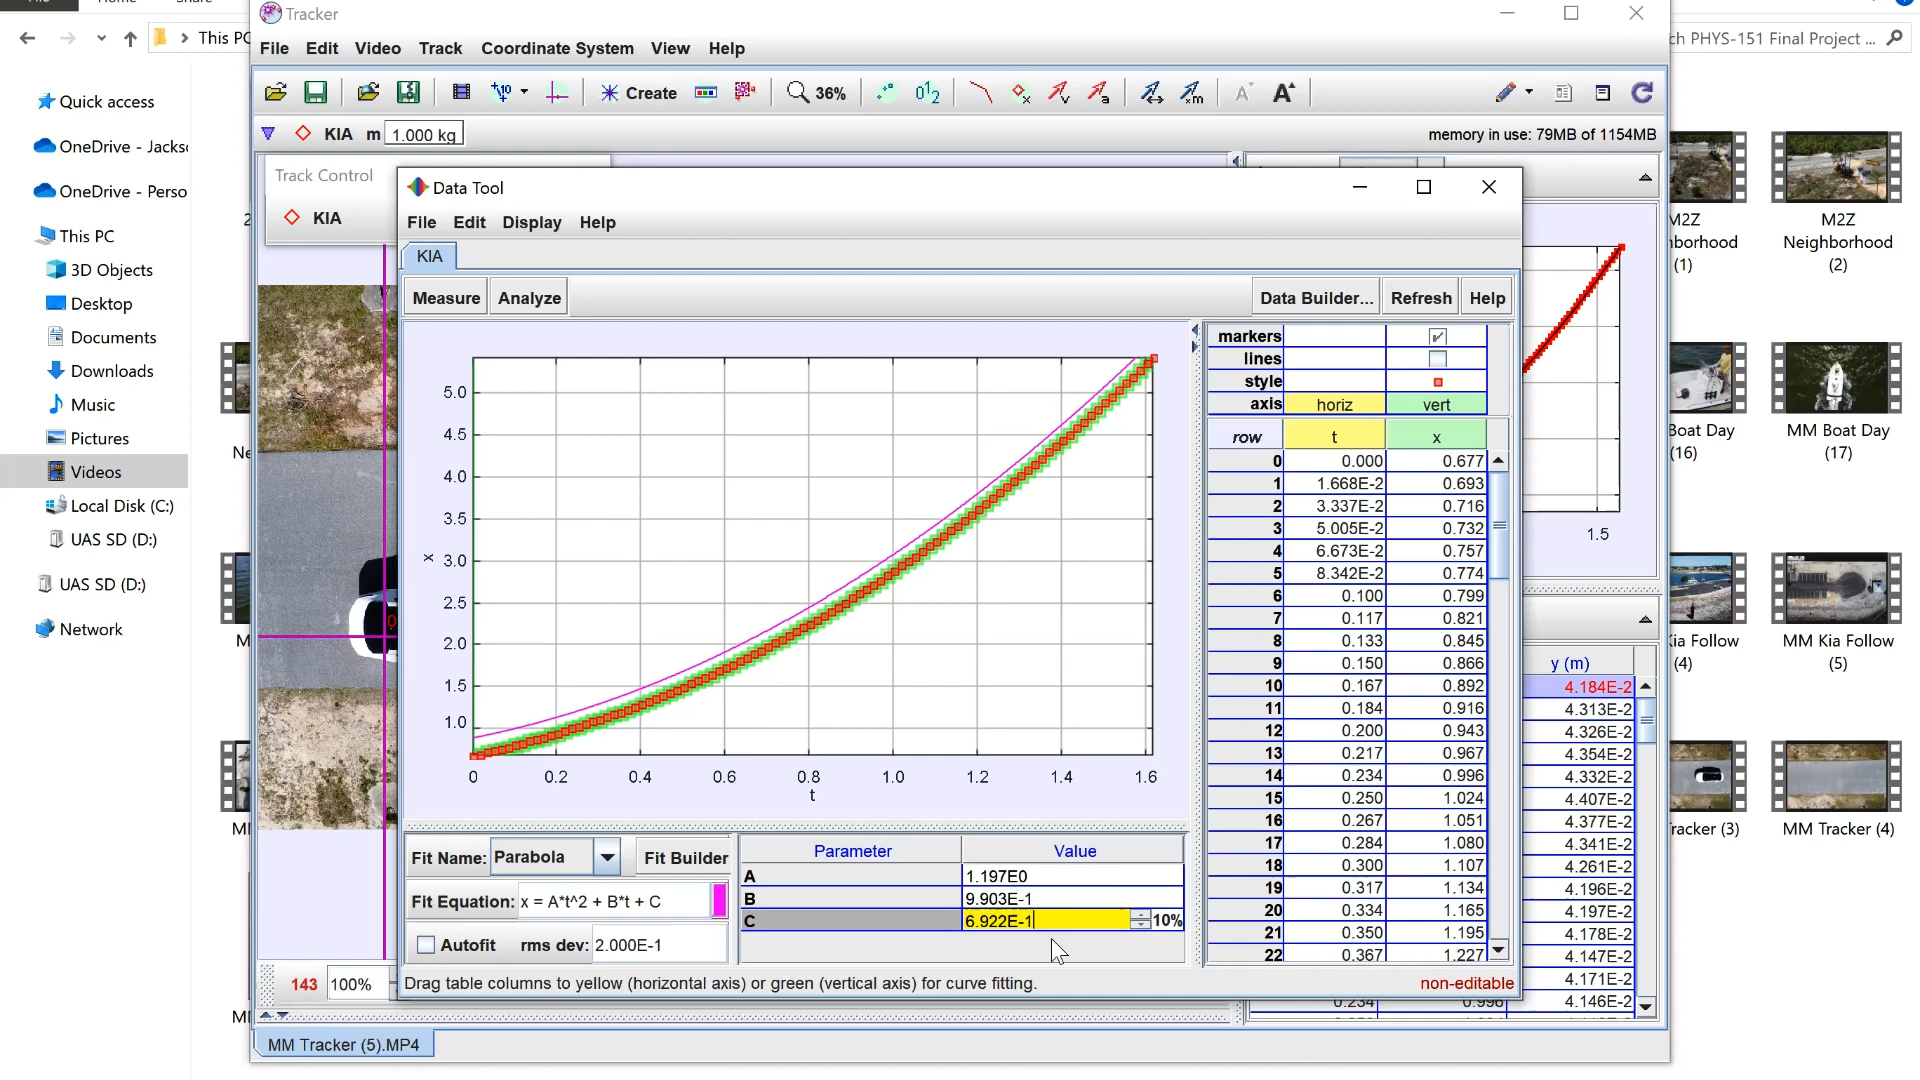 File
Home
Share
This PC
Tracker
File Edit Video Track Coordinate System View Help
ch PHYS-151 Final Project ...
Create 36%
KIA m 1.000 kg
memory in use: 79MB of 1154MB
Quick access
OneDrive - Jackso
OneDrive - Perso
This PC
3D Objects
Desktop
Documents
Downloads
Music
Pictures
Videos
Local Disk (C:)
UAS SD (D:)
UAS SD (D:)
Network
Track Control
KIA
Data Tool
File Edit Display Help
KIA
Measure Analyze
Data Builder... Refresh Help
5.0
4.5
4.0
3.5
3.0
2.5
2.0
1.5
1.0
x
0 0.2 0.4 0.6 0.8 1.0 1.2 1.4 1.6
t
markers
lines
style
axis horiz vert
row t x
0 0.000 0.677
1 1.668E-2 0.693
2 3.337E-2 0.716
3 5.005E-2 0.732
4 6.673E-2 0.757
5 8.342E-2 0.774
6 0.100 0.799
7 0.117 0.821
8 0.133 0.845
9 0.150 0.866
10 0.167 0.892
11 0.184 0.916
12 0.200 0.943
13 0.217 0.967
14 0.234 0.996
15 0.250 1.024
16 0.267 1.051
17 0.284 1.080
18 0.300 1.107
19 0.317 1.134
20 0.334 1.165
21 0.350 1.195
22 0.367 1.227
Fit Name: Parabola Fit Builder
Fit Equation: x = A*t^2 + B*t + C
Autofit rms dev: 2.000E-1
Parameter Value
A 1.197E0
B 9.903E-1
C 6.922E-1 10%
Drag table columns to yellow (horizontal axis) or green (vertical axis) for curve fitting.
non-editable
143 100%
1.5
y (m)
4.184E-2
4.313E-2
4.326E-2
4.354E-2
4.332E-2
4.407E-2
4.377E-2
4.341E-2
4.261E-2
4.196E-2
4.197E-2
4.178E-2
4.147E-2
4.171E-2
0.234 0.996 4.146E-2
MM Tracker (5).MP4
M2Z
borhood
(1)
M2Z
Neighborhood
(2)
Boat Day
(16)
MM Boat Day
(17)
ia Follow
(4)
MM Kia Follow
(5)
racker (3)
MM Tracker (4)